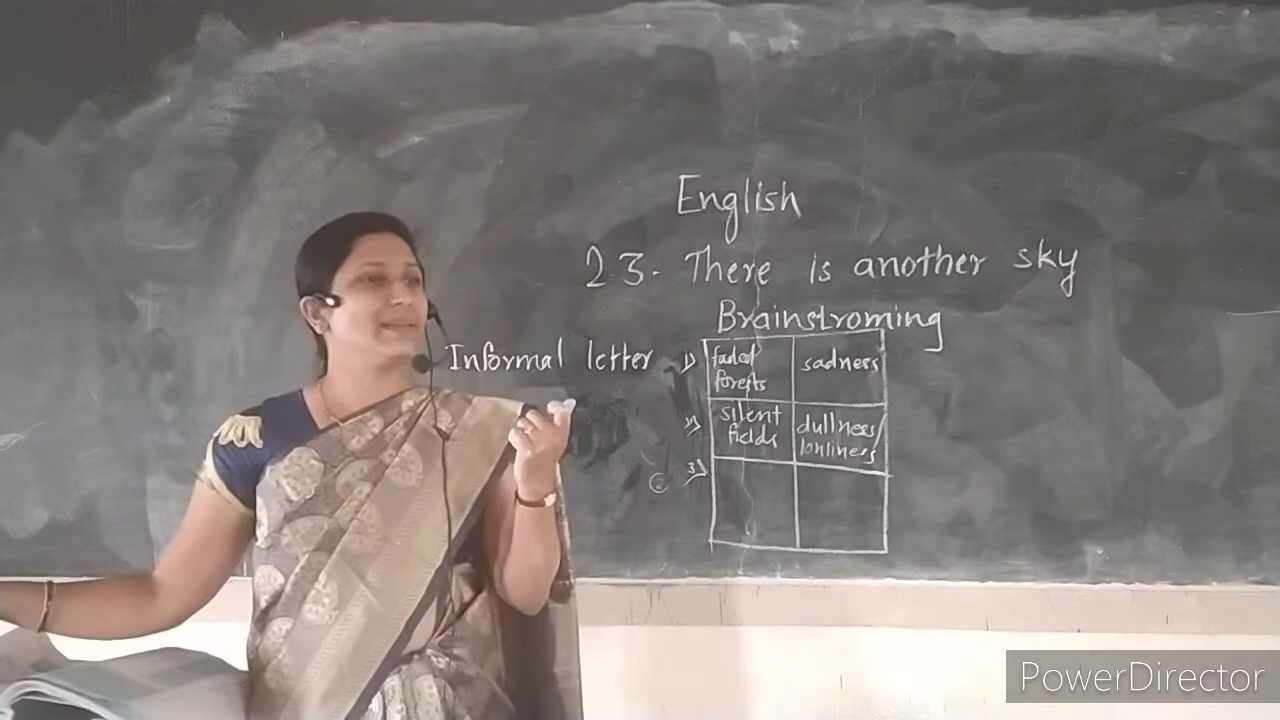 English
2.3. There is another sky
Brainstroming
Informal letter
1) faded forests
sadness
2) silent fields
dullness/ lonliness
3)
PowerDirector